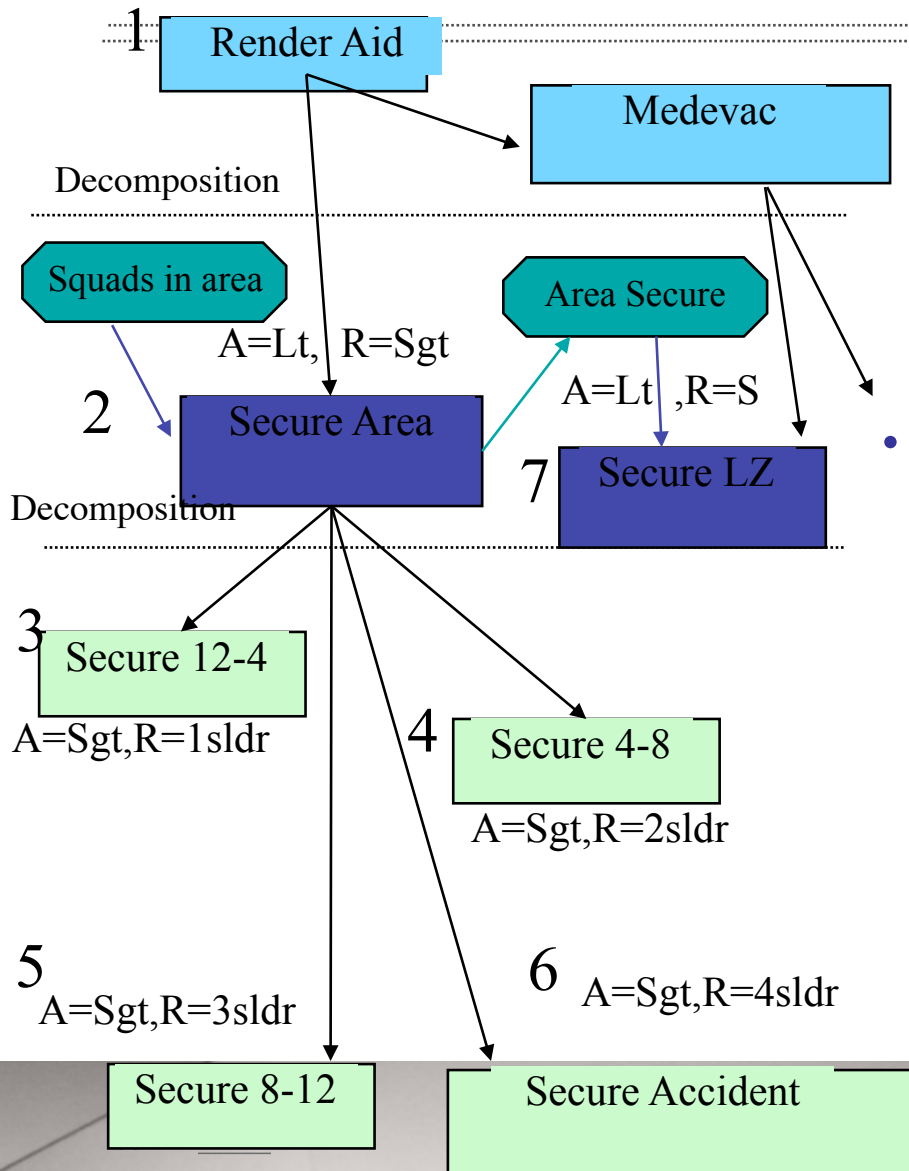 1
Render Aid
Medevac
Decomposition
Squads in area
Area Secure
A=Lt, R=Sgt
A=Lt ,R=S
2
Secure Area
7
Secure LZ
Decomposition
3
Secure 12-4
A=Sgt,R=1sldr
4
Secure 4-8
A=Sgt,R=2sldr
5
A=Sgt,R=3sldr
6
A=Sgt,R=4sldr
Secure 8-12
Secure Accident